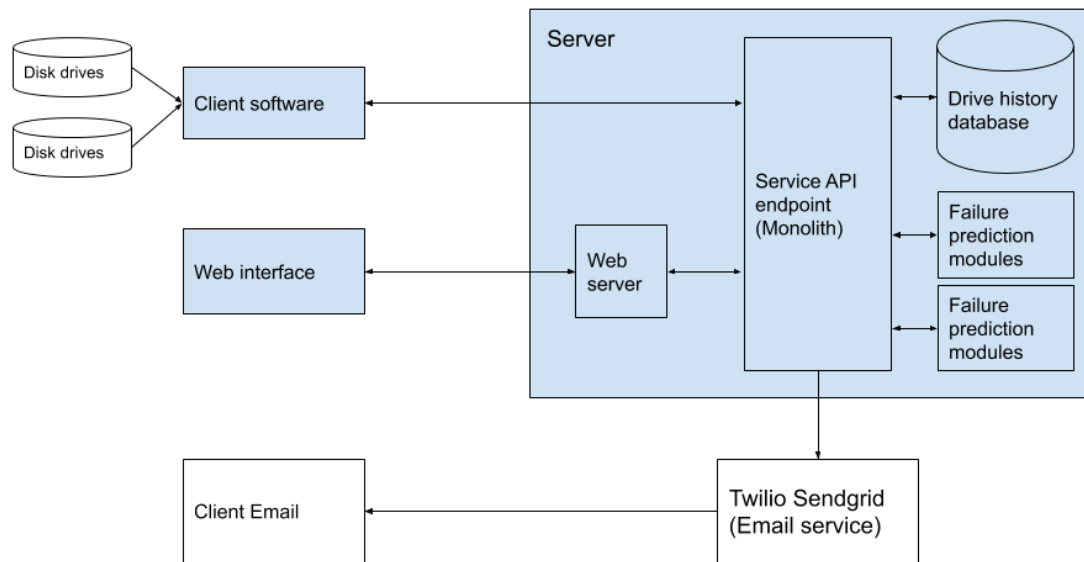 Server
Disk drives
Client software
Disk drives
Drive history
database
Service API
endpoint
(Monolith)
Failure
prediction
modules
Web interface
Web
server
Failure
prediction
modules
Client Email
Twilio Sendgrid
(Email service)